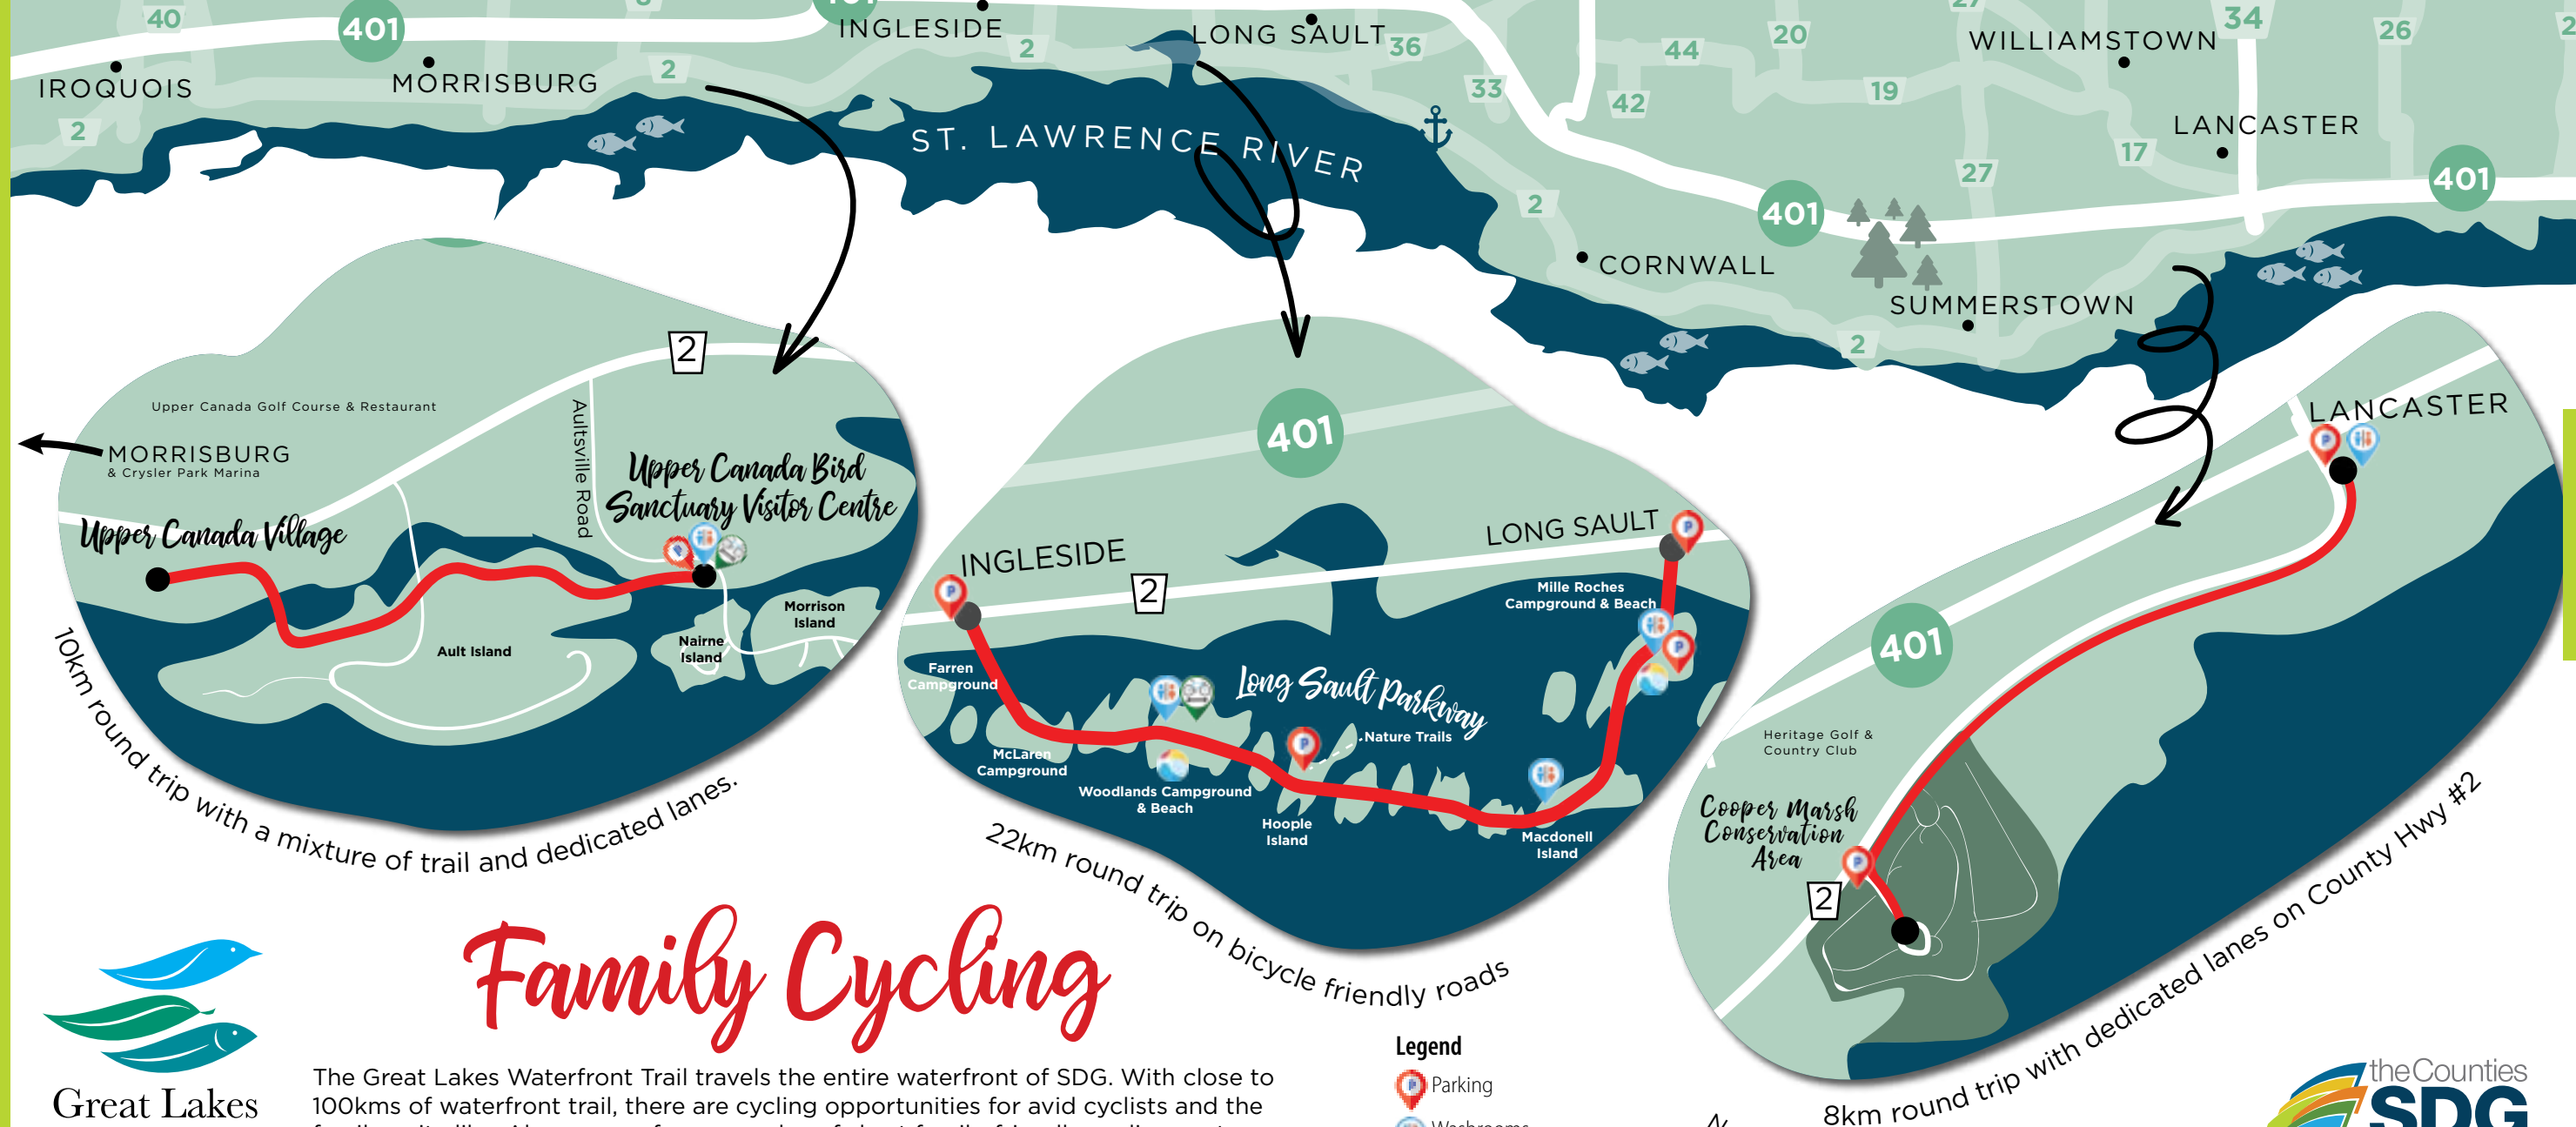 40
401
3
401
INGLESIDE
2
LONG SAULT
36
44
20
27
WILLIAMSTOWN
34
26
2
IROQUOIS
MORRISBURG
2
33
42
19
2
LANCASTER
17
27
401
ST. LAWRENCE RIVER
2
401
CORNWALL
SUMMERSTOWN
2
2
Upper Canada Golf Course & Restaurant
MORRISBURG
& Crysler Park Marina
Aultsville Road
Upper Canada Bird
Sanctuary Visitor Centre
Upper Canada Village
Morrison
Island
Nairne
Island
Ault Island
10km round trip with a mixture of trail and dedicated lanes.
401
INGLESIDE
LONG SAULT
2
Mille Roches
Campground & Beach
Farren
Campground
Long Sault Parkway
Nature Trails
McLaren
Campground
Woodlands Campground
& Beach
Hoople
Island
Macdonell
Island
22km round trip on bicycle friendly roads
LANCASTER
401
Heritage Golf &
Country Club
Cooper Marsh
Conservation
Area
2
8km round trip with dedicated lanes on County Hwy #2
Family Cycling
Great Lakes
The Great Lakes Waterfront Trail travels the entire waterfront of SDG. With close to
100kms of waterfront trail, there are cycling opportunities for avid cyclists and the
Legend
Parking
Washrooms
N
the Counties
SDG